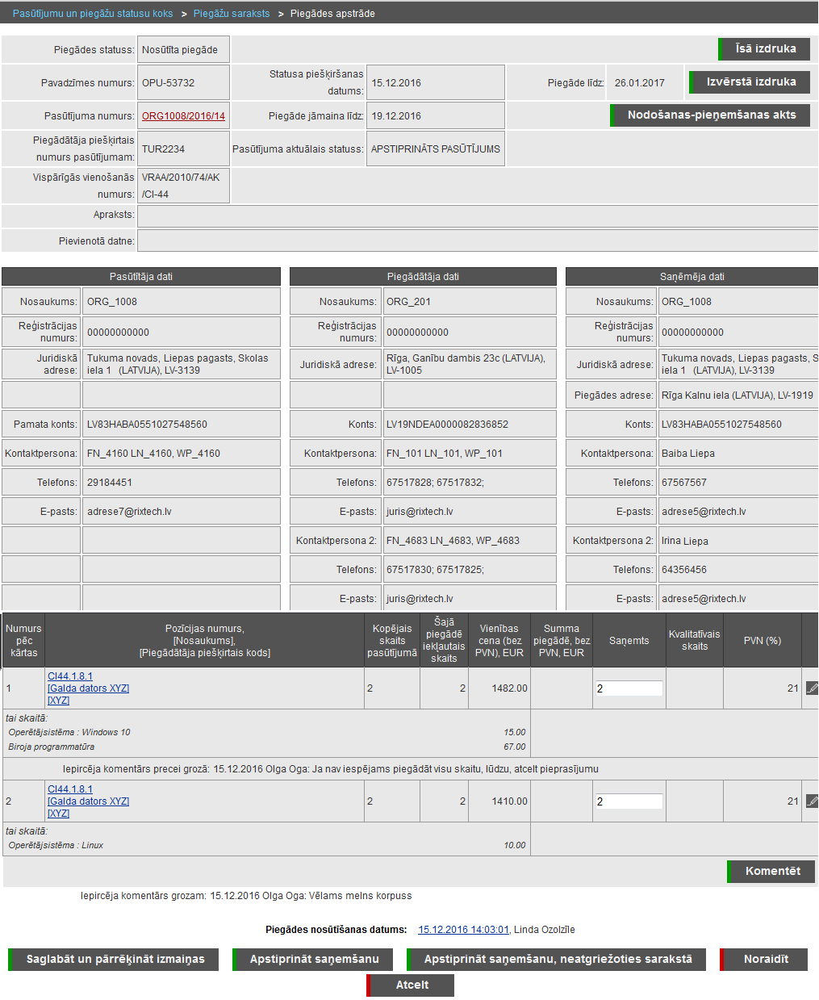 Pasūtījumu un piegāžu statusu koks > Piegāžu saraksts > Piegādes apstrāde
Piegādes statuss: Nosūtīta piegāde Īsā izdruka
Pavadzīmes numurs: OPU-53732 Statusa piešķiršanas datums: 15.12.2016 Piegāde līdz: 26.01.2017 Izvērstā izdruka
Pasūtījuma numurs: ORG1008/2016/14 Piegāde jāmaina līdz: 19.12.2016 Nodošanas-pieņemšanas akts
Piegādātāja piešķirtais numurs pasūtījumam: TUR2234 Pasūtījuma aktuālais statuss: APSTIPRINĀTS PASŪTĪJUMS
Vispārīgās vienošanās numurs: VRAA/2010/74/AK /CI-44
Apraksts:
Pievienotā datne:
Pasūtītāja dati Piegādātāja dati Saņēmēja dati
Nosaukums: ORG_1008 Nosaukums: ORG_201 Nosaukums: ORG_1008
Reģistrācijas numurs: 00000000000 Reģistrācijas numurs: 00000000000 Reģistrācijas numurs: 00000000000
Juridiskā adrese: Tukuma novads, Liepas pagasts, Skolas iela 1 (LATVIJA), LV-3139 Juridiskā adrese: Rīga, Ganību dambis 23c (LATVIJA), LV-1005 Juridiskā adrese: Tukuma novads, Liepas pagasts, S iela 1 (LATVIJA), LV-3139
Piegādes adrese: Rīga Kalnu iela (LATVIJA), LV-1919
Pamata konts: LV83HABA0551027548560 Konts: LV19NDEA0000082836852 Konts: LV83HABA0551027548560
Kontaktpersona: FN_4160 LN_4160, WP_4160 Kontaktpersona: FN_101 LN_101, WP_101 Kontaktpersona: Baiba Liepa
Telefons: 29184451 Telefons: 67517828; 67517832; Telefons: 67567567
E-pasts: adrese7@rixtech.lv E-pasts: juris@rixtech.lv E-pasts: adrese5@rixtech.lv
Kontaktpersona 2: FN_4683 LN_4683, WP_4683 Kontaktpersona 2: Irina Liepa
Telefons: 67517830; 67517825; Telefons: 64356456
E-pasts: juris@rixtech.lv E-pasts: adrese5@rixtech.lv
Numurs pēc kārtas Pozīcijas numurs, [Nosaukums], [Piegādātāja piešķirtais kods] Kopējais skaits pasūtījumā Šajā piegādē iekļautais skaits Vienības cena (bez PVN), EUR Summa piegādē, bez PVN, EUR Saņemts Kvalitatīvais skaits PVN (%)
1 CI44.1.8.1 [Galda dators XYZ] [XYZ] 2 2 1482.00 2 21
tai skaitā:
Operētājsistēma : Windows 10 15.00
Biroja programmatūra 67.00
Iepircēja komentārs precei grozā: 15.12.2016 Olga Oga: Ja nav iespējams piegādāt visu skaitu, lūdzu, atcelt pieprasījumu
2 CI44.1.8.1 [Galda dators XYZ] [XYZ] 2 2 1410.00 2 21
tai skaitā:
Operētājsistēma : Linux 10.00
Komentēt
Iepircēja komentārs grozam: 15.12.2016 Olga Oga: Vēlams melns korpuss
Piegādes nosūtīšanas datums: 15.12.2016 14:03:01, Linda Ozolzīle
Saglabāt un pārrēķināt izmaiņas Apstiprināt saņemšanu Apstiprināt saņemšanu, neatgriežoties sarakstā Noraidīt
Atcelt